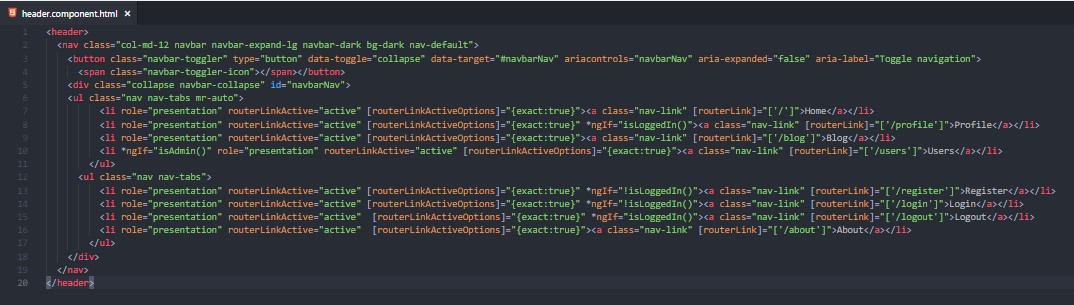 header.component.html ×
1 <header>
2 <nav class="col-md-12 navbar navbar-expand-lg navbar-dark bg-dark nav-default">
3 <button class="navbar-toggler" type="button" data-toggle="collapse" data-target="#navbarNav" ariacontrols="navbarNav" aria-expanded="false" aria-label="Toggle navigation">
4 <span class="navbar-toggler-icon"></span></button>
5 <div class="collapse navbar-collapse" id="navbarNav">
6 <ul class="nav nav-tabs mr-auto">
7 <li role="presentation" routerLinkActive="active" [routerLinkActiveOptions]="{exact:true}"><a class="nav-link" [routerLink]="['/']">Home</a></li>
8 <li role="presentation" routerLinkActive="active" [routerLinkActiveOptions]="{exact:true}" *ngIf="isLoggedIn()"><a class="nav-link" [routerLink]="['/profile']">Profile</a></li>
9 <li role="presentation" routerLinkActive="active" [routerLinkActiveOptions]="{exact:true}"><a class="nav-link" [routerLink]="['/blog']">Blog</a></li>
10 <li *ngIf="isAdmin()" role="presentation" routerLinkActive="active" [routerLinkActiveOptions]="{exact:true}"><a class="nav-link" [routerLink]="['/users']">Users</a></li>
11 </ul>
12 <ul class="nav nav-tabs">
13 <li role="presentation" routerLinkActive="active" [routerLinkActiveOptions]="{exact:true}" *ngIf="!isLoggedIn()"><a class="nav-link" [routerLink]="['/register']">Register</a></li>
14 <li role="presentation" routerLinkActive="active" [routerLinkActiveOptions]="{exact:true}" *ngIf="!isLoggedIn()"><a class="nav-link" [routerLink]="['/login']">Login</a></li>
15 <li role="presentation" routerLinkActive="active" [routerLinkActiveOptions]="{exact:true}" *ngIf="isLoggedIn()"><a class="nav-link" [routerLink]="['/logout']">Logout</a></li>
16 <li role="presentation" routerLinkActive="active" [routerLinkActiveOptions]="{exact:true}"><a class="nav-link" [routerLink]="['/about']">About</a></li>
17 </ul>
18 </div>
19 </nav>
20 </header>